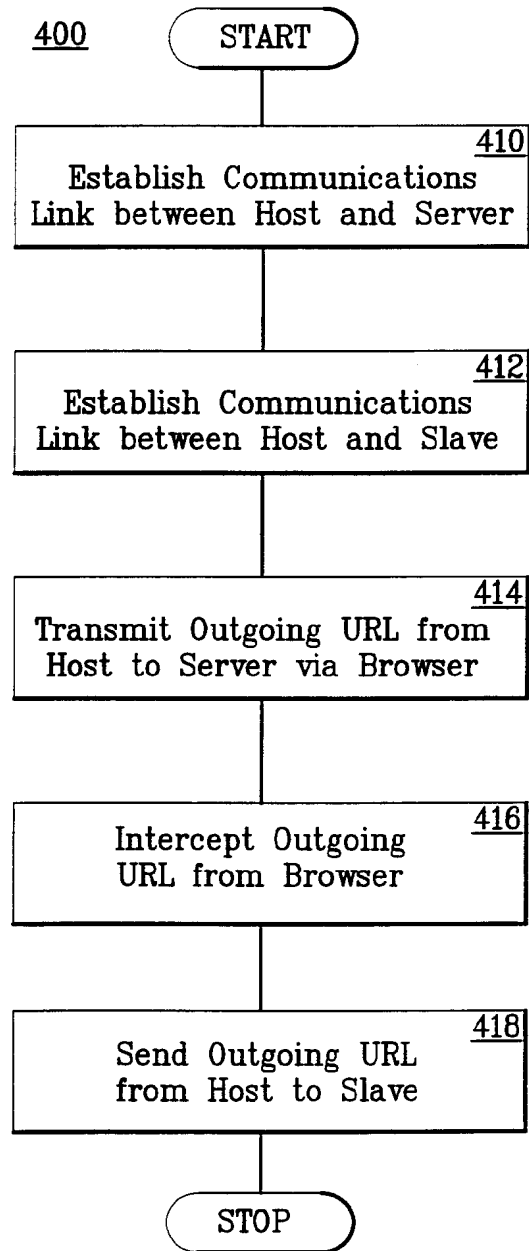 400
START
410
Establish Communications
Link between Host and Server
412
Establish Communications
Link between Host and Slave
414
Transmit Outgoing URL from
Host to Server via Browser
416
Intercept Outgoing
URL from Browser
418
Send Outgoing URL
from Host to Slave
STOP